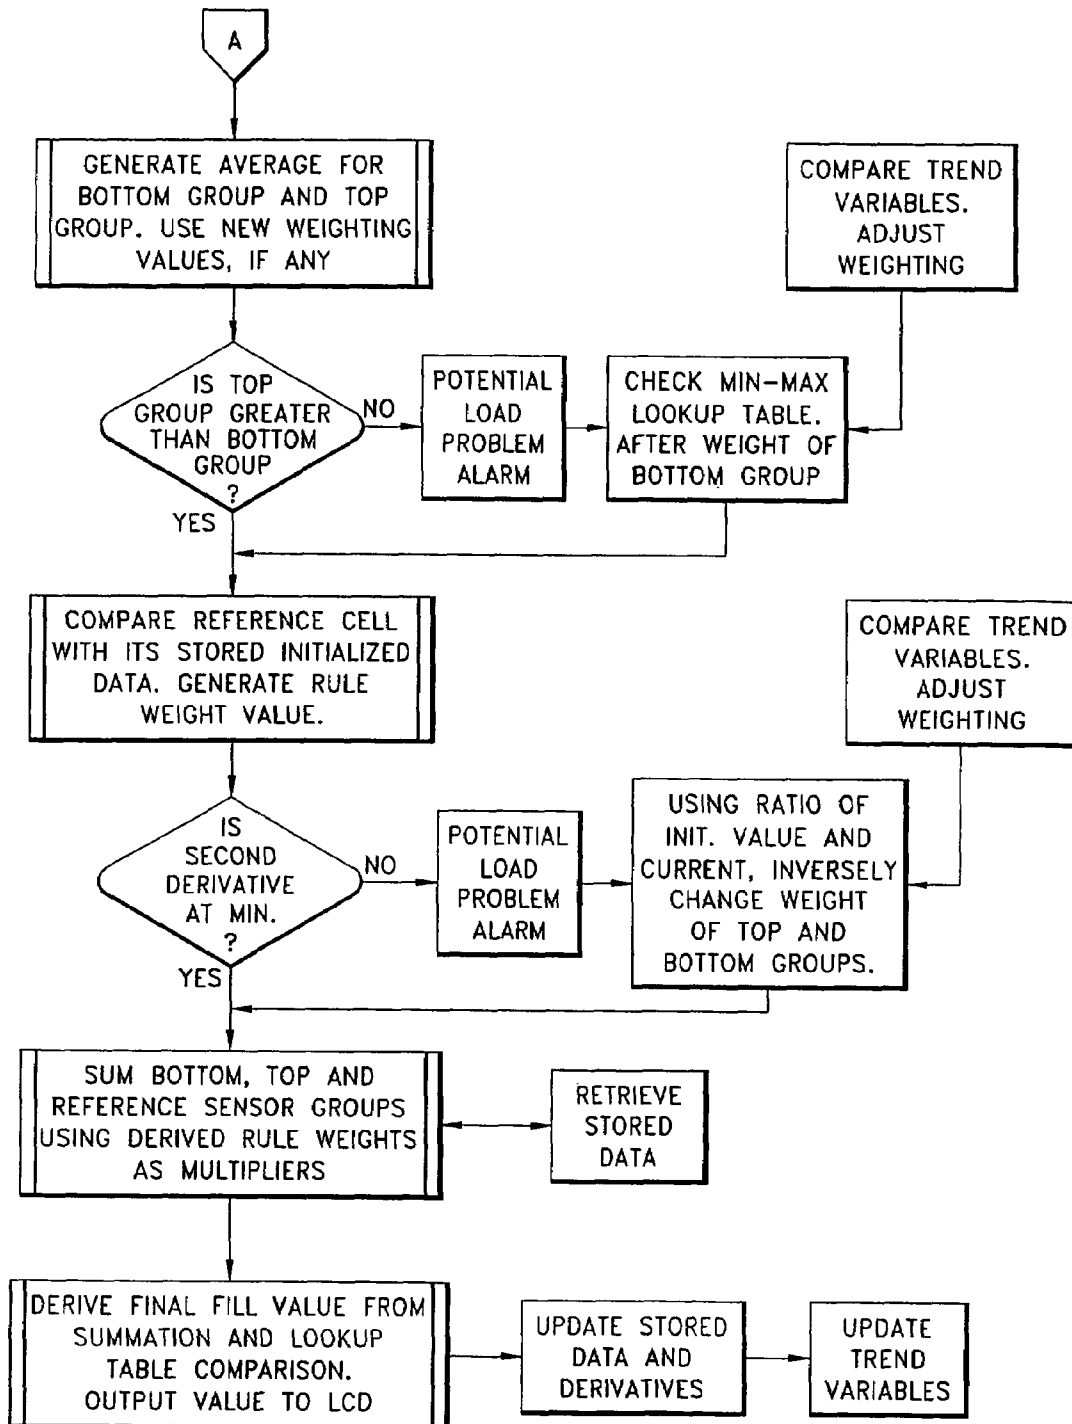 A
GENERATE AVERAGE FOR
BOTTOM GROUP AND TOP
GROUP. USE NEW WEIGHTING
VALUES, IF ANY
COMPARE TREND
VARIABLES.
ADJUST
WEIGHTING
IS TOP
GROUP GREATER
THAN BOTTOM
GROUP
?
NO
YES
POTENTIAL
LOAD
PROBLEM
ALARM
CHECK MIN-MAX
LOOKUP TABLE.
AFTER WEIGHT OF
BOTTOM GROUP
COMPARE REFERENCE CELL
WITH ITS STORED INITIALIZED
DATA. GENERATE RULE
WEIGHT VALUE.
COMPARE TREND
VARIABLES.
ADJUST
WEIGHTING
IS
SECOND
DERIVATIVE
AT MIN.
?
NO
YES
POTENTIAL
LOAD
PROBLEM
ALARM
USING RATIO OF
INIT. VALUE AND
CURRENT, INVERSELY
CHANGE WEIGHT
OF TOP AND
BOTTOM GROUPS.
SUM BOTTOM, TOP AND
REFERENCE SENSOR GROUPS
USING DERIVED RULE WEIGHTS
AS MULTIPLIERS
RETRIEVE
STORED
DATA
DERIVE FINAL FILL VALUE FROM
SUMMATION AND LOOKUP
TABLE COMPARISON.
OUTPUT VALUE TO LCD
UPDATE STORED
DATA AND
DERIVATIVES
UPDATE
TREND
VARIABLES